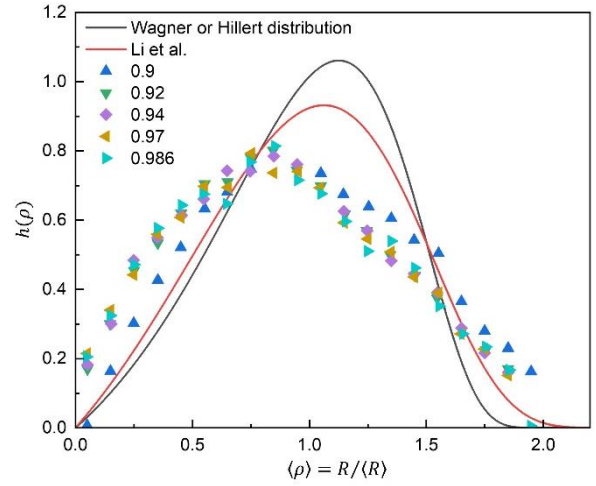 Wagner or Hillert distribution
Li et al.
0.9
0.92
0.94
0.97
0.986
1.2
1.0
0.8
0.6
0.4
0.2
0.0
h(ρ)
0.0 0.5 1.0 1.5 2.0
⟨ρ⟩ = R/⟨R⟩